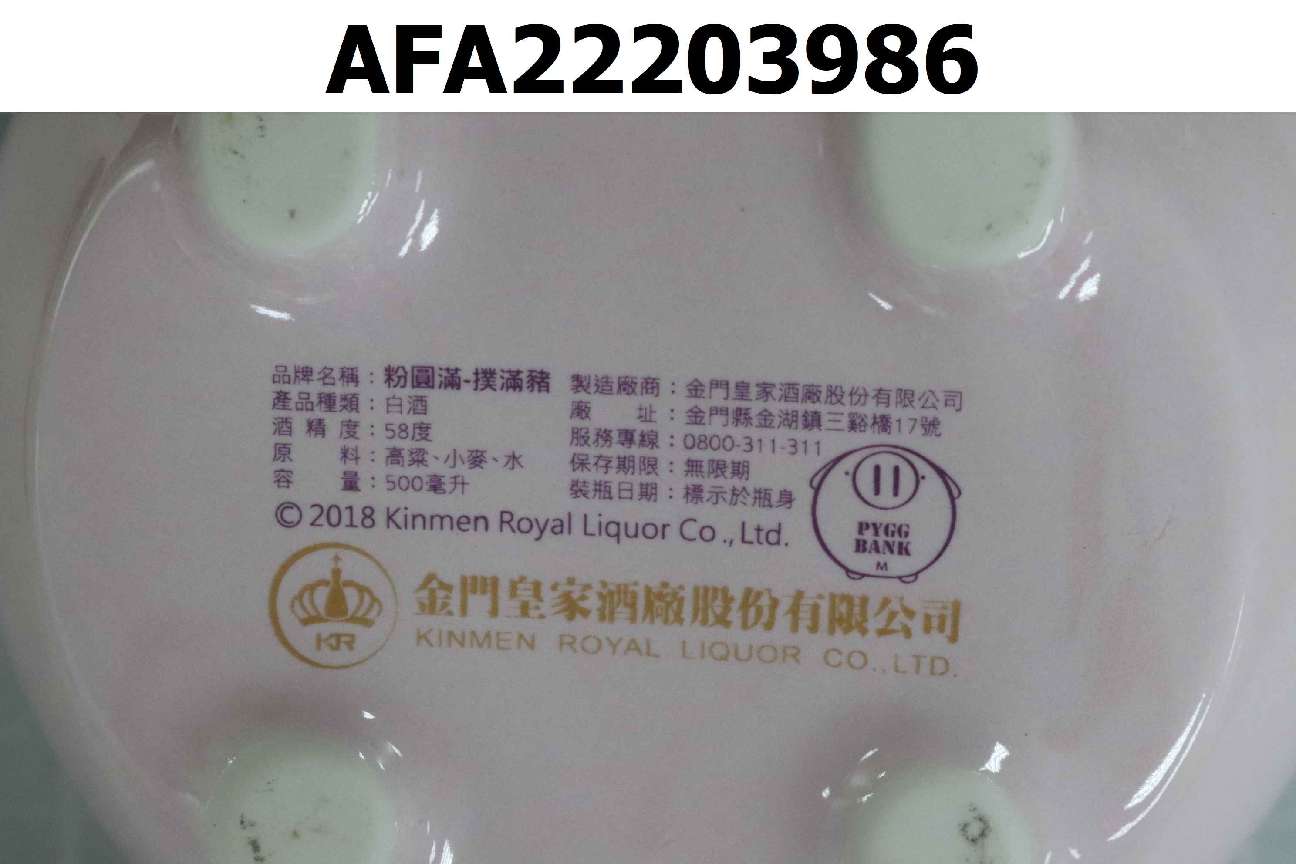 AFA22203986
品牌名稱：粉圓滿-撲滿豬
產品種類：白酒
酒精度：58度
原料：高粱、小麥、水
容量：500毫升
製造廠商：金門皇家酒廠股份有限公司
廠址：金門縣金湖鎮三谿橋17號
服務專線：0800-311-311
保存期限：無限期
裝瓶日期：標示於瓶身
© 2018 Kinmen Royal Liquor Co., Ltd.
PYGG
BANK
M
KR
金門皇家酒廠股份有限公司
KINMEN ROYAL LIQUOR CO.,LTD.